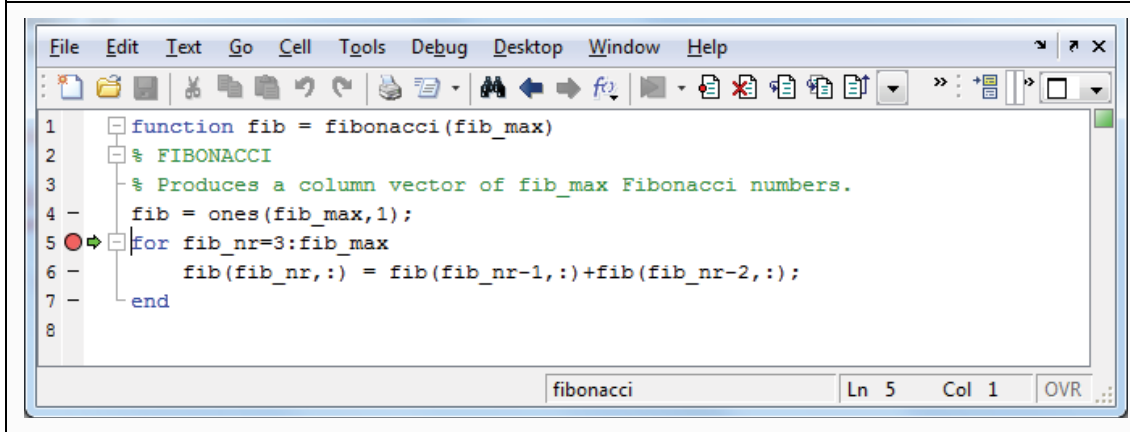 File Edit Text Go Cell Tools Debug Desktop Window Help
1 function fib = fibonacci(fib_max)
2 % FIBONACCI
3 % Produces a column vector of fib_max Fibonacci numbers.
4 - fib = ones(fib_max,1);
5 for fib_nr=3:fib_max
6 - fib(fib_nr,:) = fib(fib_nr-1,:)+fib(fib_nr-2,:);
7 - end
8
fibonacci Ln 5 Col 1 OVR